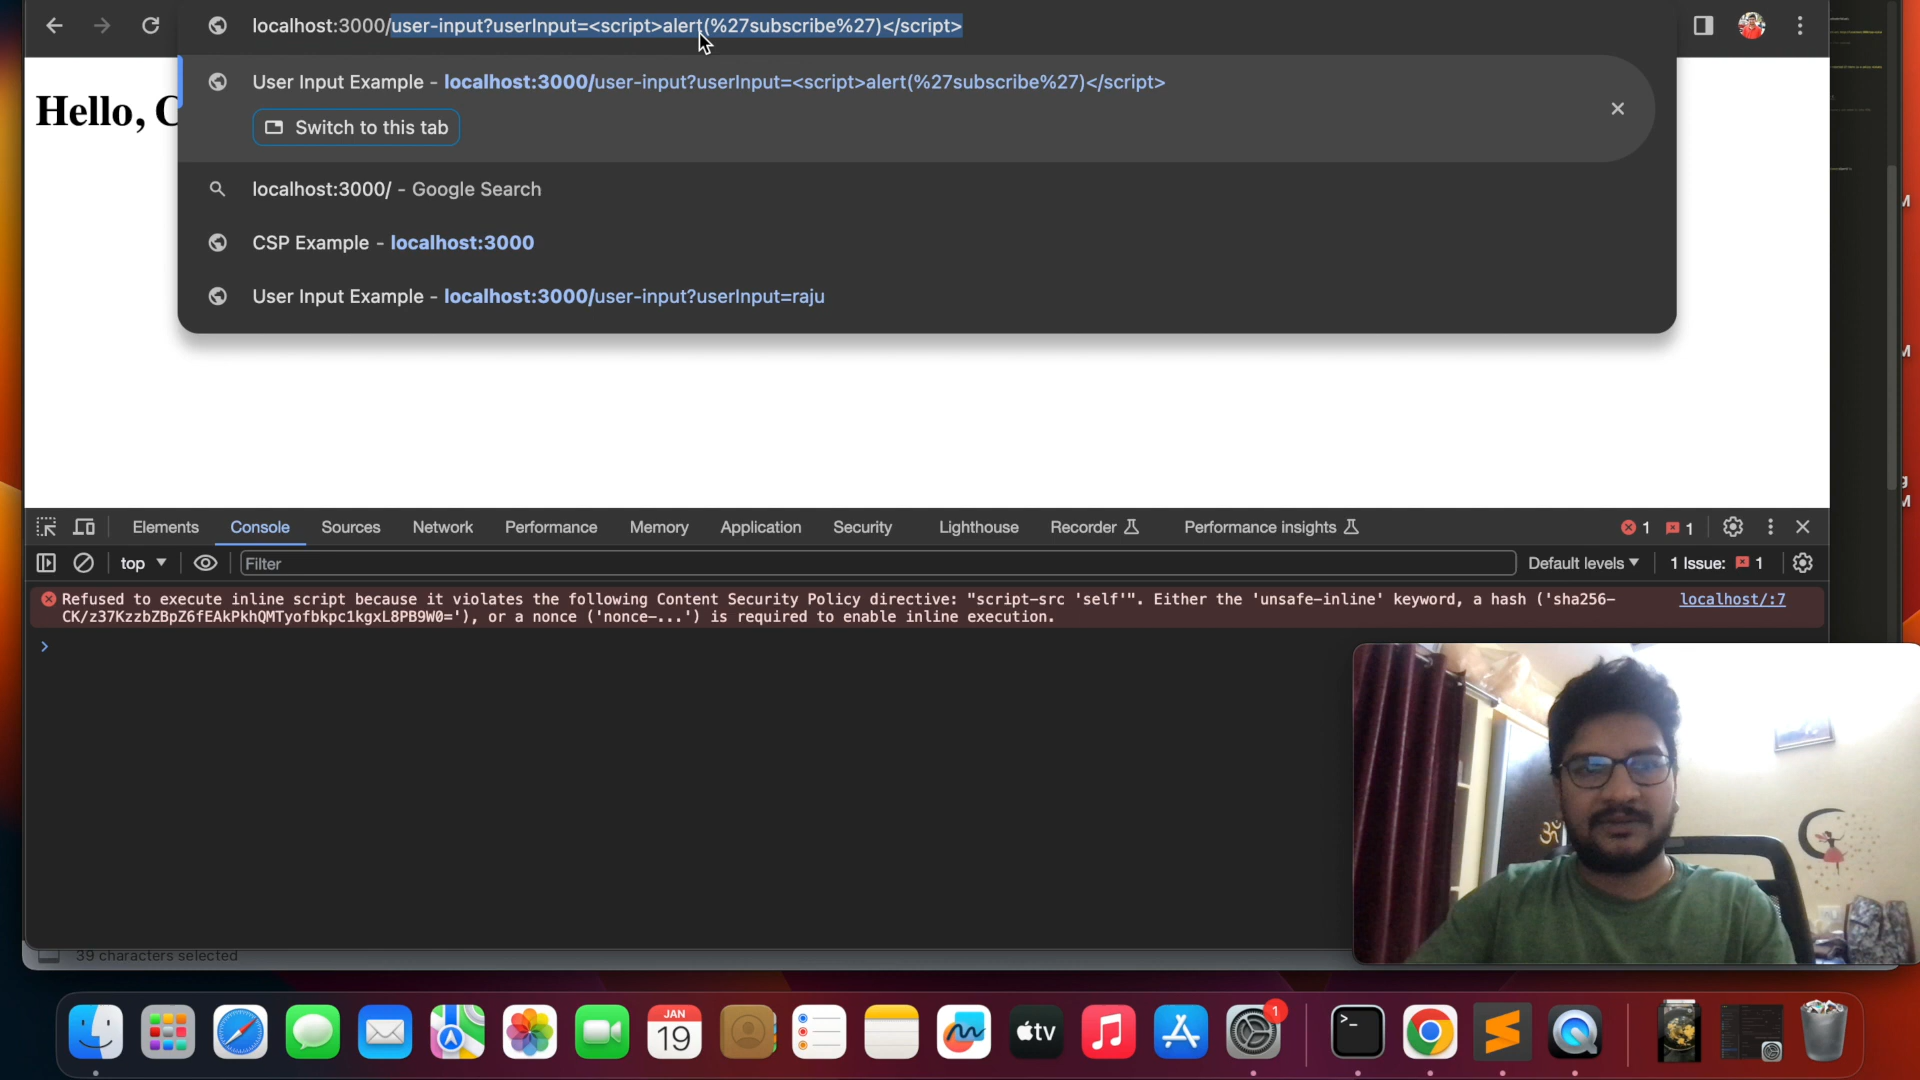 localhost:3000/user-input?userInput=<script>alert(%27subscribe%27)</script>
User Input Example - localhost:3000/user-input?userInput=<script>alert(%27subscribe%27)</script>
Switch to this tab
Hello, C
localhost:3000/ - Google Search
CSP Example - localhost:3000
User Input Example - localhost:3000/user-input?userInput=raju
Elements Console Sources Network Performance Memory Application Security Lighthouse Recorder Performance insights 1 1
top Filter Default levels 1 Issue: 1
Refused to execute inline script because it violates the following Content Security Policy directive: "script-src 'self'". Either the 'unsafe-inline' keyword, a hash ('sha256- localhost/:7
CK/z37KzzbZBpZ6fEAkPkhQMTyofbkpc1kgxL8PB9W0='), or a nonce ('nonce-...') is required to enable inline execution.
39 characters selected
JAN
19
tv
1